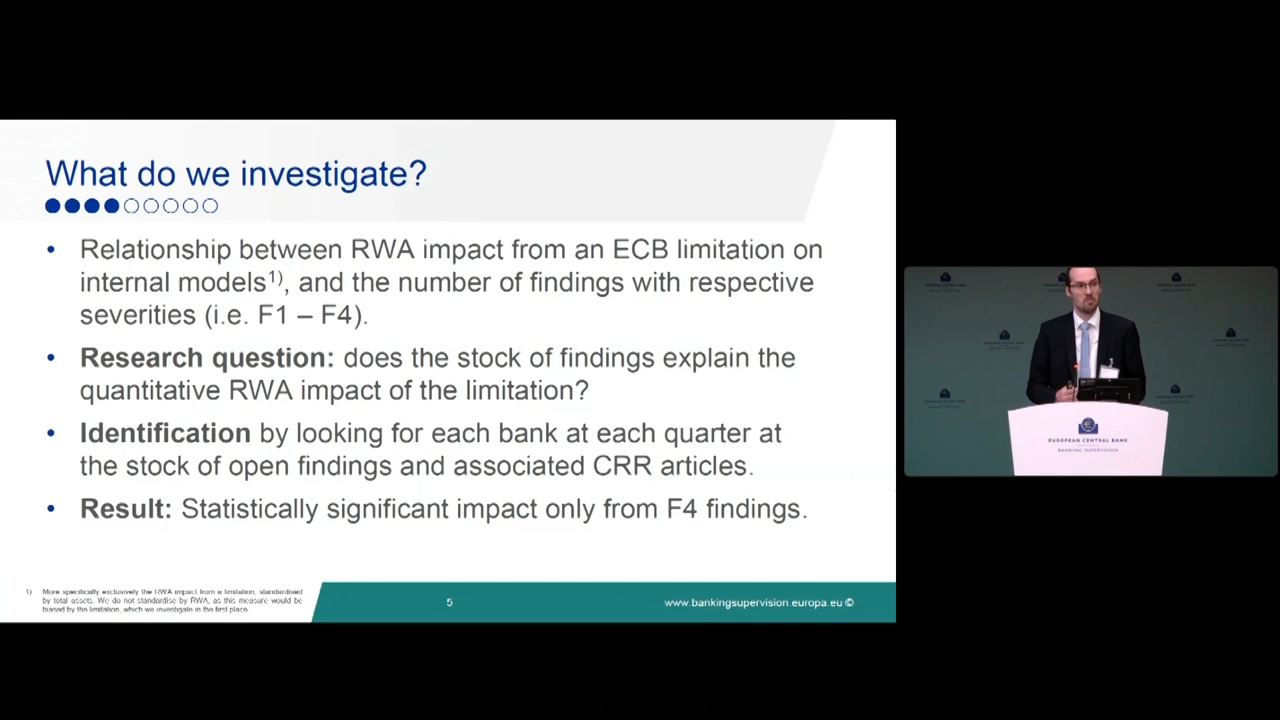 What do we investigate?
• Relationship between RWA impact from an ECB limitation on
internal models1), and the number of findings with respective
severities (i.e. F1 – F4).
• Research question: does the stock of findings explain the
quantitative RWA impact of the limitation?
• Identification by looking for each bank at each quarter at
the stock of open findings and associated CRR articles.
• Result: Statistically significant impact only from F4 findings.
1) More specifically exclusively the RWA impact from a limitation, standardised
by total assets. We do not standardise by RWA, as this measure would be
biased by the limitation, which we investigate in the first place.
5
www.bankingsupervision.europa.eu ©
EUROPEAN CENTRAL BANK
BANKING SUPERVISION